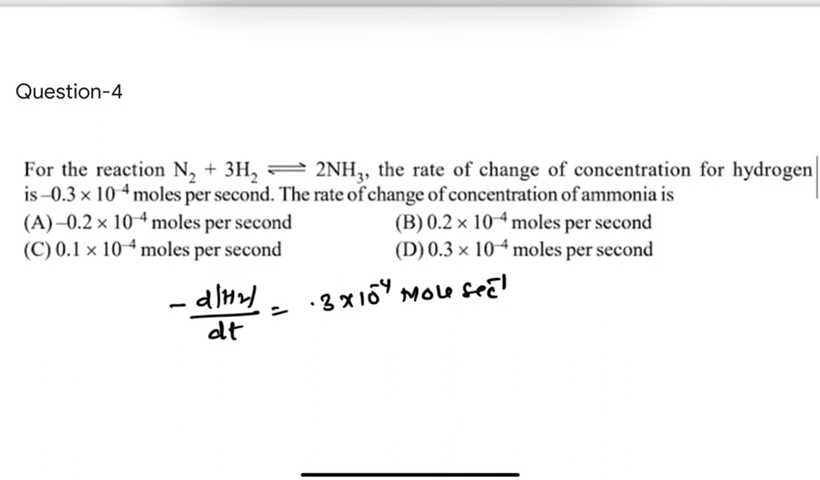 Question-4
For the reaction N₂ + 3H₂ ⇌ 2NH₃, the rate of change of concentration for hydrogen
is –0.3 × 10⁻⁴ moles per second. The rate of change of concentration of ammonia is
(A) –0.2 × 10⁻⁴ moles per second (B) 0.2 × 10⁻⁴ moles per second
(C) 0.1 × 10⁻⁴ moles per second (D) 0.3 × 10⁻⁴ moles per second
- d|H₂|/dt = .3 × 10⁻⁴ Mole sec⁻¹